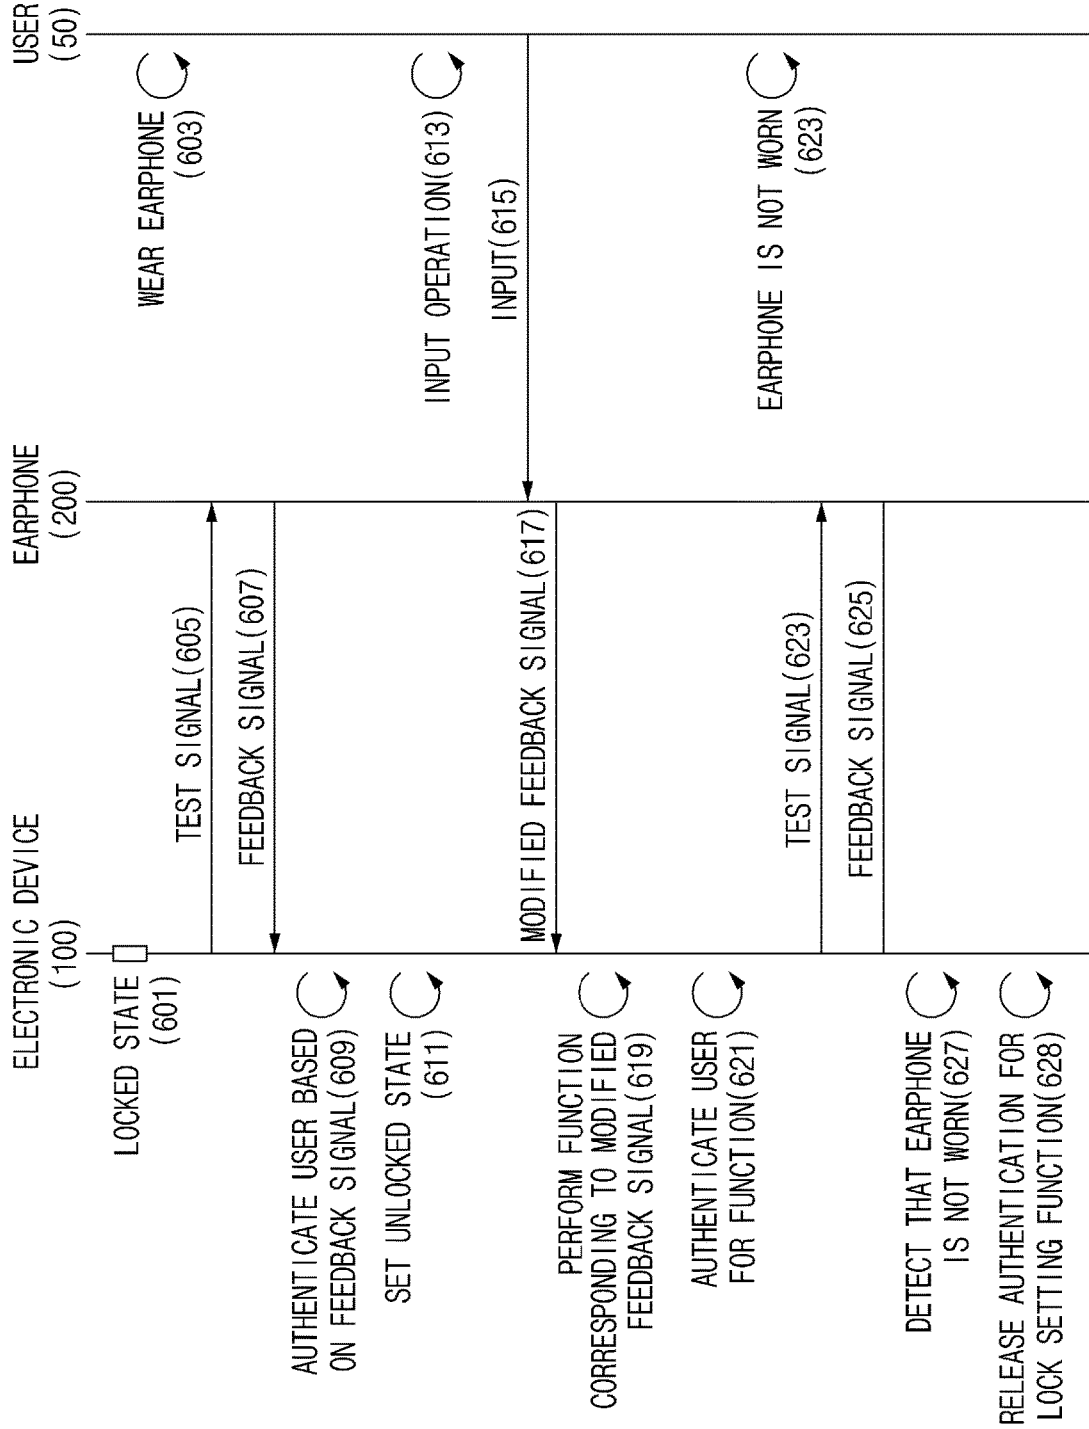 ELECTRONIC DEVICE
(100)
EARPHONE
(200)
USER
(50)
LOCKED STATE
(601)
WEAR EARPHONE
(603)
TEST SIGNAL(605)
FEEDBACK SIGNAL(607)
AUTHENTICATE USER BASED
ON FEEDBACK SIGNAL(609)
SET UNLOCKED STATE
(611)
INPUT OPERATION(613)
INPUT(615)
MODIFIED FEEDBACK SIGNAL(617)
PERFORM FUNCTION
CORRESPONDING TO MODIFIED
FEEDBACK SIGNAL(619)
AUTHENTICATE USER
FOR FUNCTION(621)
EARPHONE IS NOT WORN
(623)
TEST SIGNAL(623)
FEEDBACK SIGNAL(625)
DETECT THAT EARPHONE
IS NOT WORN(627)
RELEASE AUTHENTICATION FOR
LOCK SETTING FUNCTION(628)